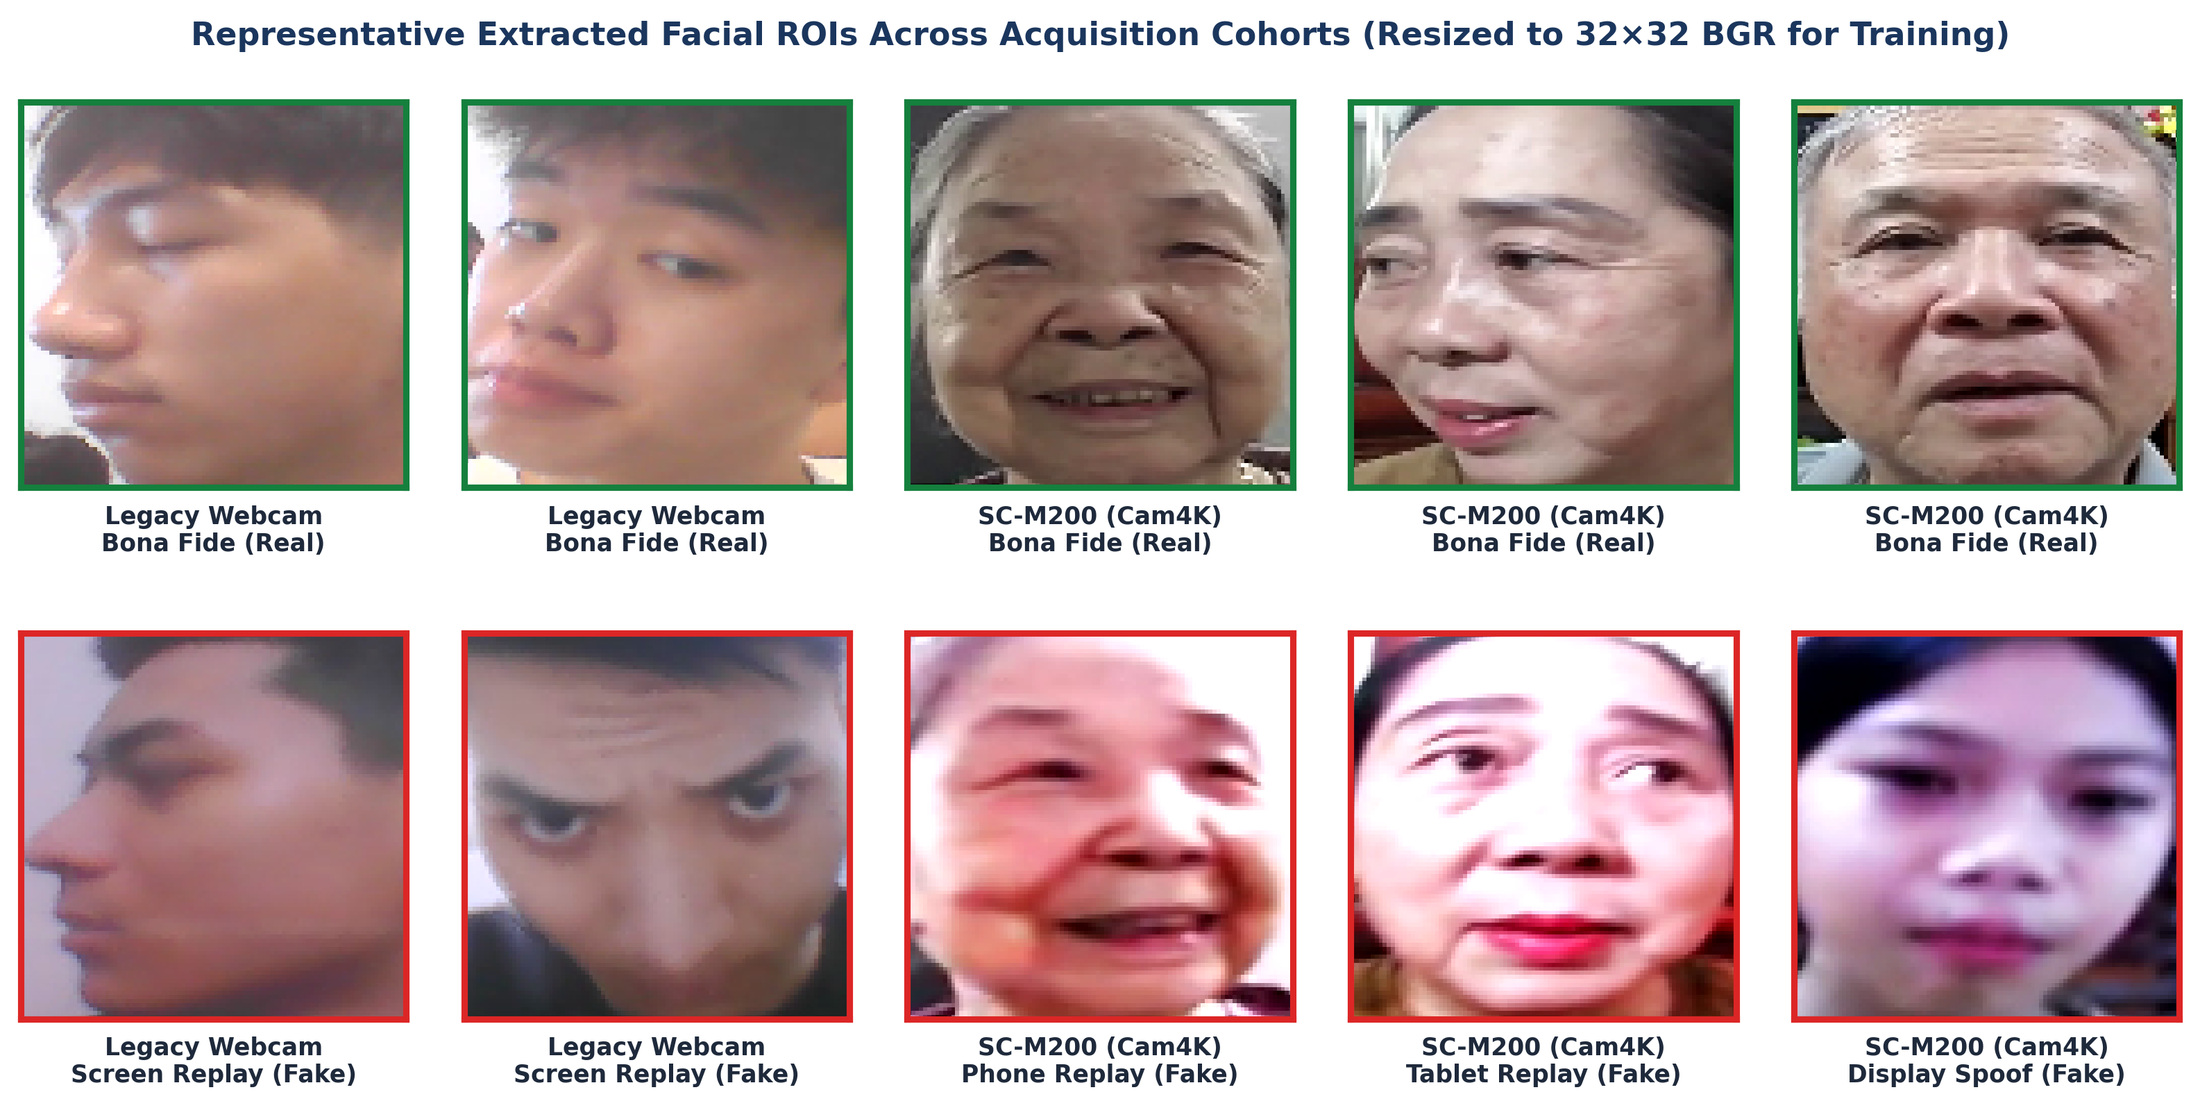 Representative Extracted Facial ROIs Across Acquisition Cohorts (Resized to 32×32 BGR for Training)
Legacy Webcam
Bona Fide (Real)
Legacy Webcam
Bona Fide (Real)
SC-M200 (Cam4K)
Bona Fide (Real)
SC-M200 (Cam4K)
Bona Fide (Real)
SC-M200 (Cam4K)
Bona Fide (Real)
Legacy Webcam
Screen Replay (Fake)
Legacy Webcam
Screen Replay (Fake)
SC-M200 (Cam4K)
Phone Replay (Fake)
SC-M200 (Cam4K)
Tablet Replay (Fake)
SC-M200 (Cam4K)
Display Spoof (Fake)